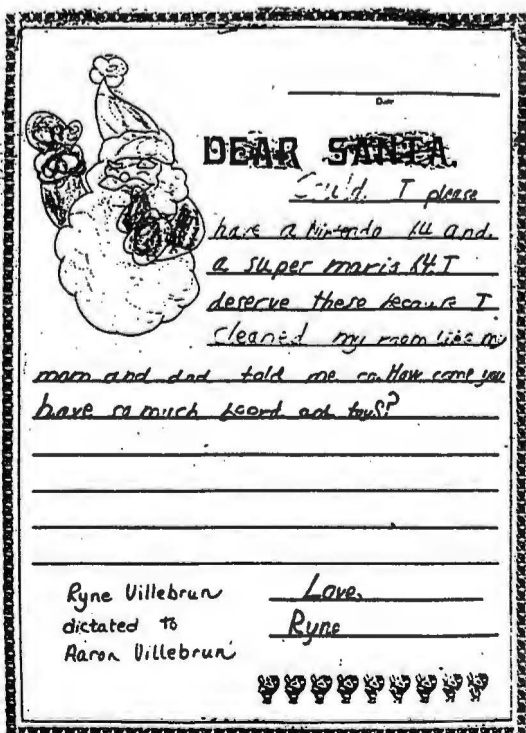 Date
DEAR SANTA,
Could I please
have a Nintendo 64 and
a super mario 64. I
deserve these because I
cleaned my room like my
mom and dad told me to. How come you
have so much beard and toys?
Ryne Villebrun
dictated to
Aaron Villebrun
Love,
Ryne